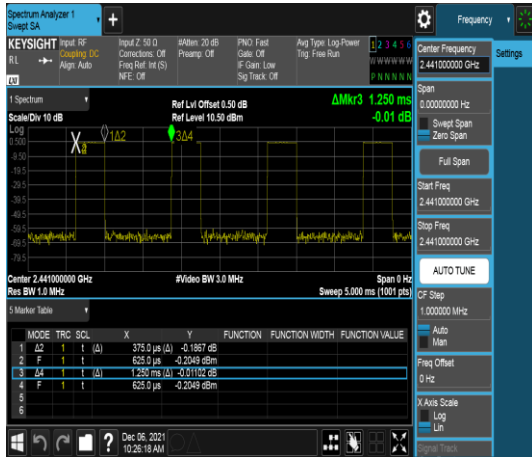 Spectrum Analyzer 1
Swept SA
Frequency
KEYSIGHT
Input: RF
Input Z: 50 Ω
#Atten: 20 dB
PNO: Fast
Avg Type: Log-Power
1 2 3 4 5 6
RL
Coupling: DC
Corrections: Off
Preamp: Off
Gate: Off
Trig: Free Run
Align: Auto
Freq Ref: Int (S)
IF Gain: Low
W W W W W W
NFE: Off
Sig Track: Off
P N N N N N
LXI
Center Frequency
2.441000000 GHz
Settings
Span
0.00000000 Hz
Swept Span
Zero Span
Full Span
Start Freq
2.441000000 GHz
Stop Freq
2.441000000 GHz
AUTO TUNE
CF Step
1.000000 MHz
Auto
Man
Freq Offset
0 Hz
X Axis Scale
Log
Lin
Signal Track
1 Spectrum
Ref Lvl Offset 0.50 dB
ΔMkr3 1.250 ms
Scale/Div 10 dB
Ref Level 10.50 dBm
-0.01 dB
Log
0.500
1Δ2
3Δ4
-9.50
-19.5
-29.5
-39.5
-49.5
-59.5
-69.5
-79.5
Center 2.441000000 GHz
#Video BW 3.0 MHz
Span 0 Hz
Res BW 1.0 MHz
Sweep 5.000 ms (1001 pts)
5 Marker Table
MODE TRC SCL X Y FUNCTION FUNCTION WIDTH FUNCTION VALUE
1 Δ2 1 t (Δ) 375.0 µs (Δ) -0.1867 dB
2 F 1 t 625.0 µs -0.2049 dBm
3 Δ4 1 t (Δ) 1.250 ms (Δ) -0.01102 dB
4 F 1 t 625.0 µs -0.2049 dBm
5
6
Dec 06, 2021
10:26:18 AM